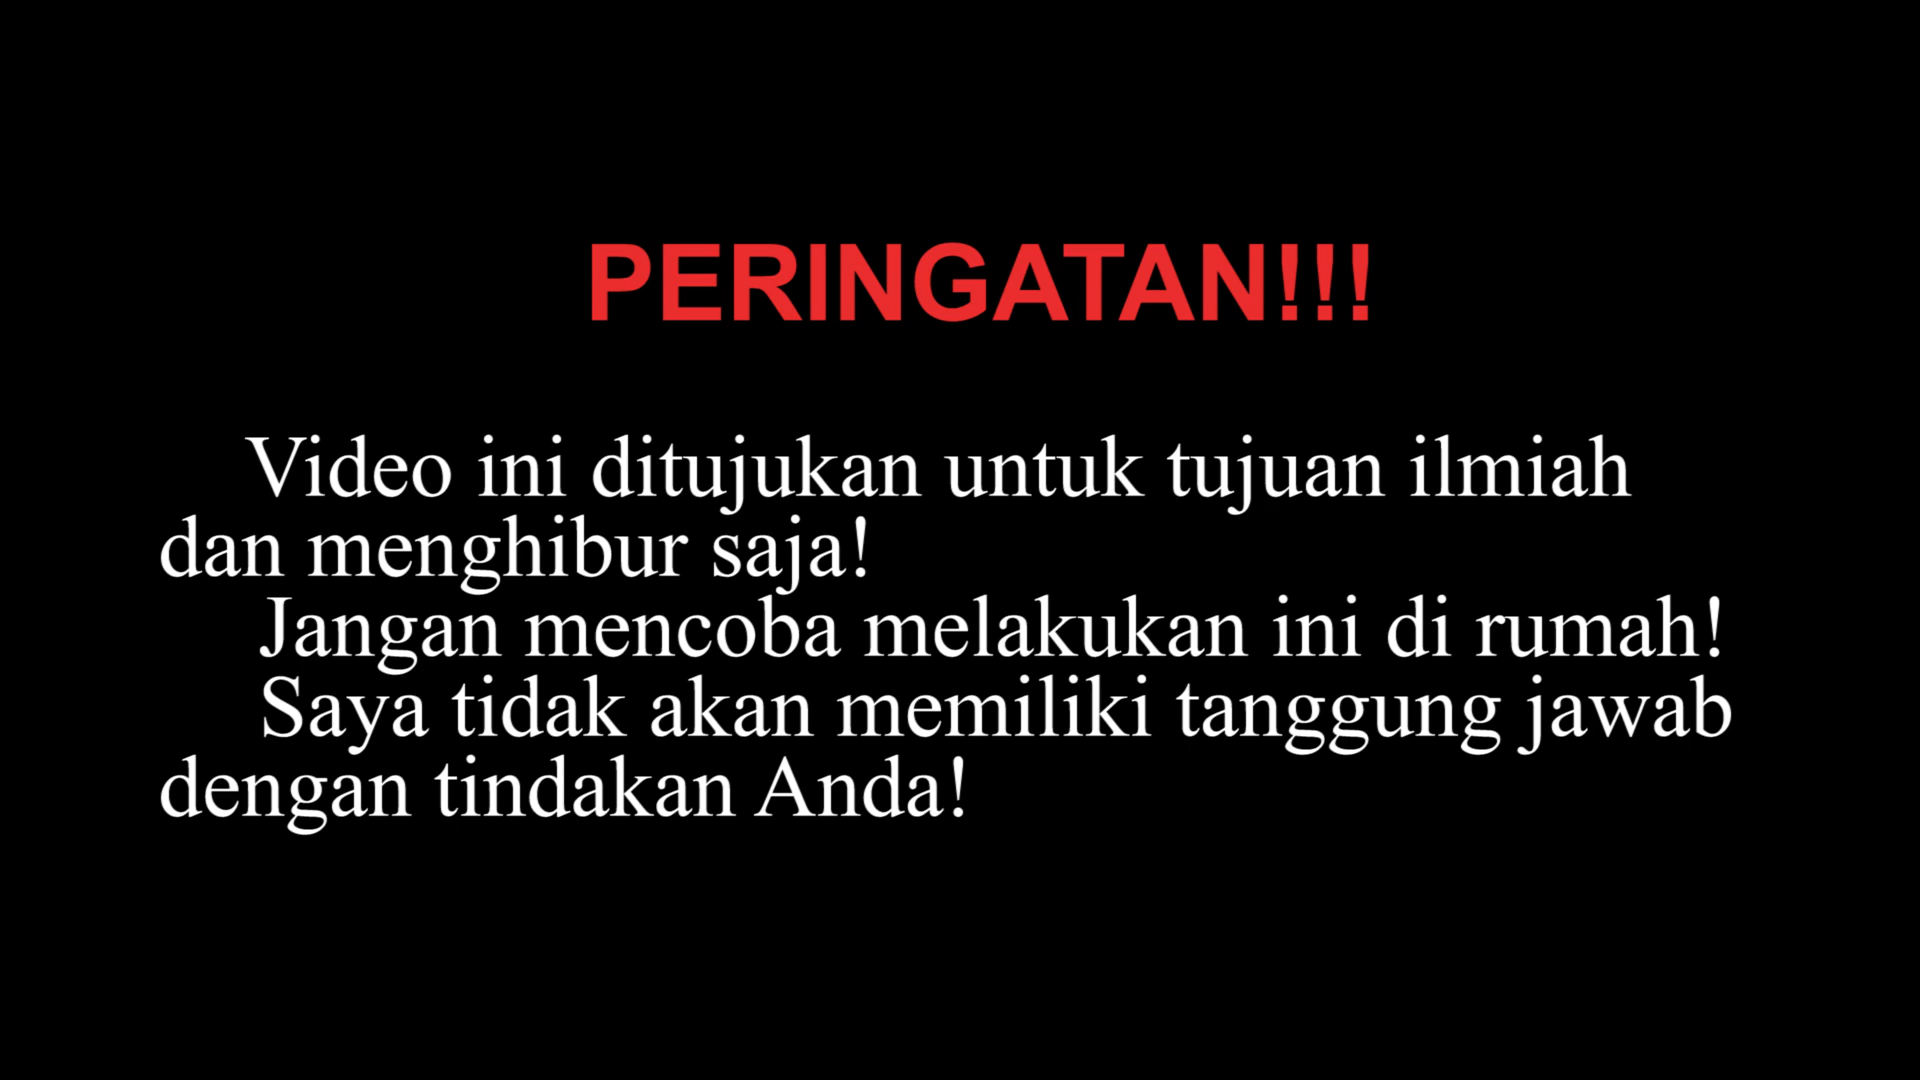 PERINGATAN!!!
Video ini ditujukan untuk tujuan ilmiah
dan menghibur saja!
Jangan mencoba melakukan ini di rumah!
Saya tidak akan memiliki tanggung jawab
dengan tindakan Anda!